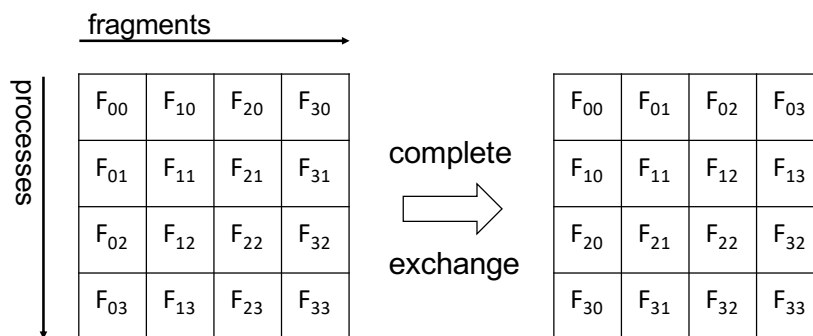 fragments
processes
F₀₀ F₁₀ F₂₀ F₃₀
F₀₁ F₁₁ F₂₁ F₃₁
F₀₂ F₁₂ F₂₂ F₃₂
F₀₃ F₁₃ F₂₃ F₃₃
complete
exchange
F₀₀ F₀₁ F₀₂ F₀₃
F₁₀ F₁₁ F₁₂ F₁₃
F₂₀ F₂₁ F₂₂ F₃₂
F₃₀ F₃₁ F₃₂ F₃₃